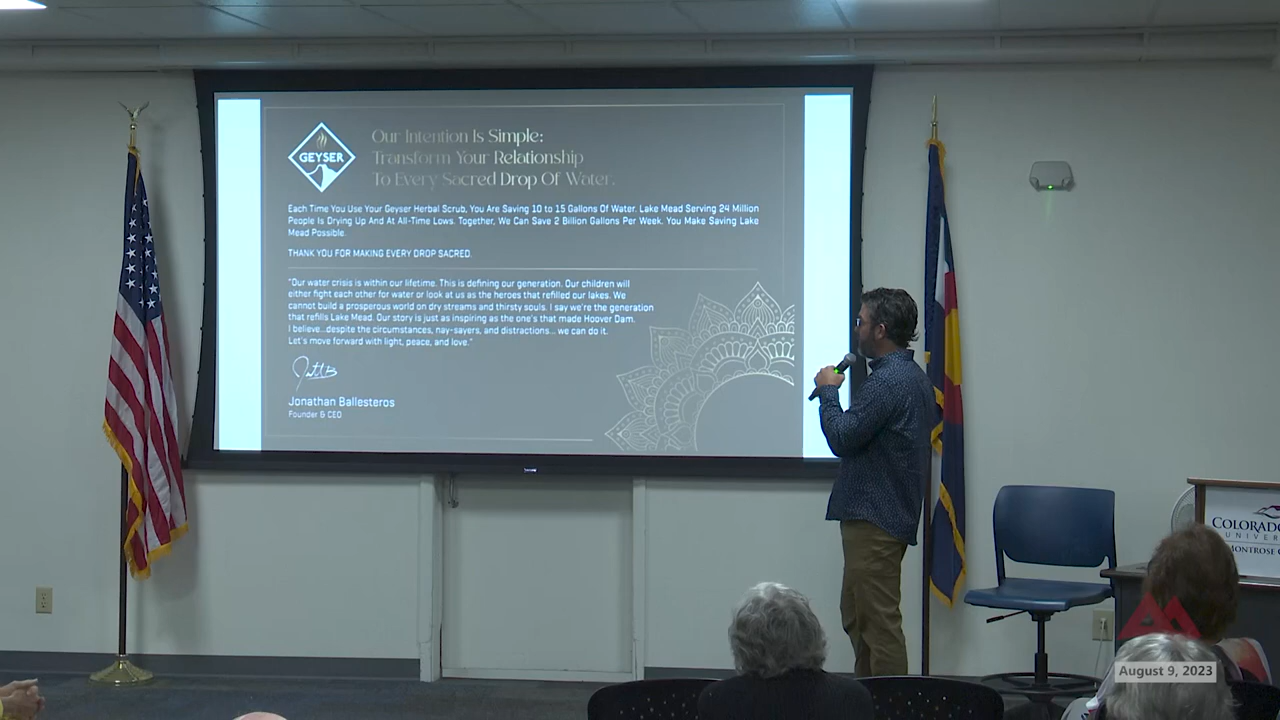 GEYSER
Our Intention Is Simple:
Transform Your Relationship
To Every Sacred Drop Of Water.
Each Time You Use Your Geyser Herbal Scrub, You Are Saving 10 to 15 Gallons Of Water. Lake Mead Serving 24 Million
People Is Drying Up And At All-Time Lows. Together, We Can Save 2 Billion Gallons Per Week. You Make Saving Lake
Mead Possible.
THANK YOU FOR MAKING EVERY DROP SACRED.
"Our water crisis is within our lifetime. This is defining our generation. Our children will
either fight each other for water or look at us as the heroes that refilled our lakes. We
cannot build a prosperous world on dry streams and thirsty souls. I say we're the generation
that refills Lake Mead. Our story is just as inspiring as the one's that made Hoover Dam.
I believe...despite the circumstances, nay-sayers, and distractions... we can do it.
Let's move forward with light, peace, and love."
Jonathan Ballesteros
Founder & CEO
COLORADO
UNIVER
MONTROSE C
August 9, 2023